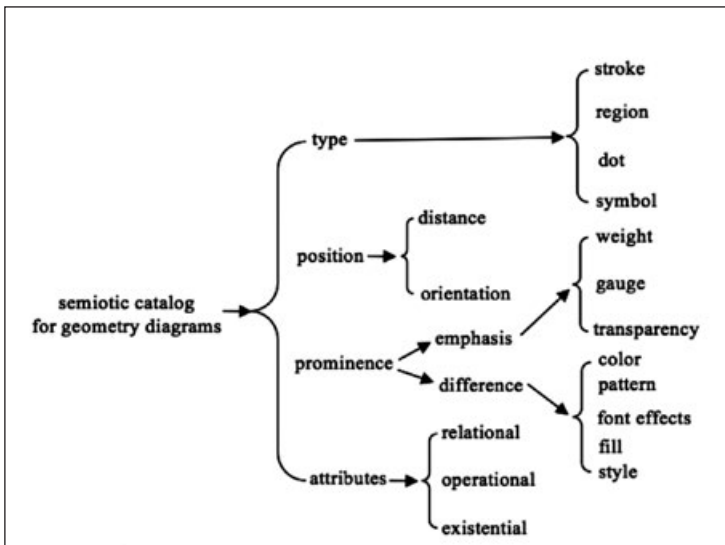 semiotic catalog
for geometry diagrams
type
stroke
region
dot
symbol
position
distance
orientation
prominence
emphasis
weight
gauge
transparency
difference
color
pattern
font effects
fill
style
attributes
relational
operational
existential